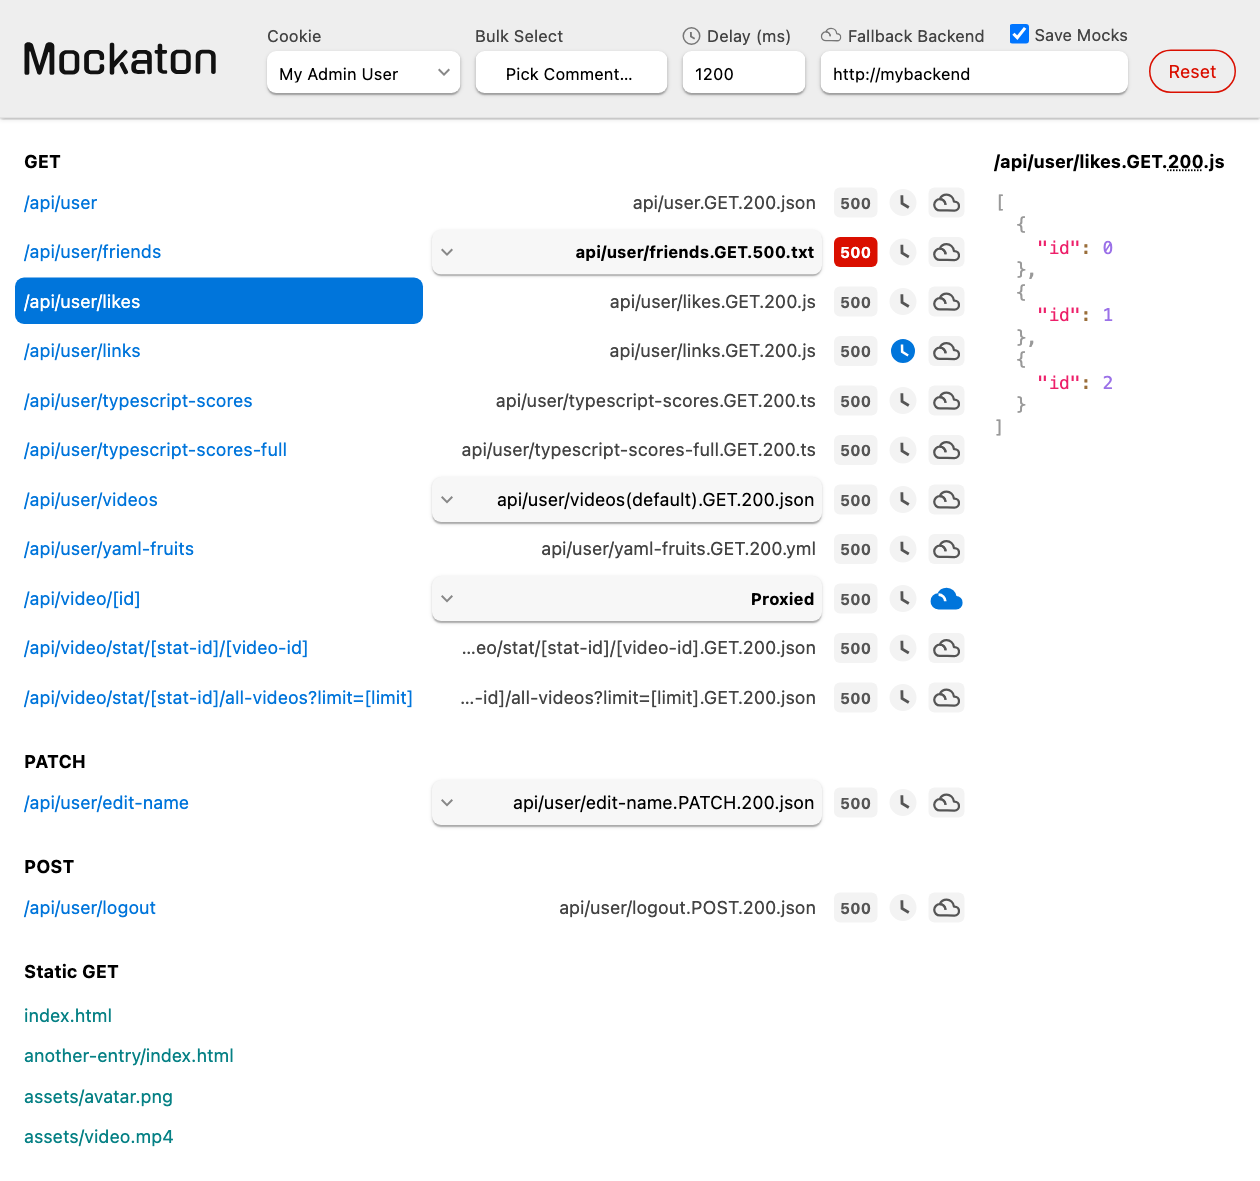 Mockaton
Cookie
My Admin User
Bulk Select
Pick Comment...
Delay (ms)
1200
Fallback Backend
http://mybackend
Save Mocks
Reset
GET
/api/user api/user.GET.200.json 500
/api/user/friends api/user/friends.GET.500.txt 500
/api/user/likes api/user/likes.GET.200.js 500
/api/user/links api/user/links.GET.200.js 500
/api/user/typescript-scores api/user/typescript-scores.GET.200.ts 500
/api/user/typescript-scores-full api/user/typescript-scores-full.GET.200.ts 500
/api/user/videos api/user/videos(default).GET.200.json 500
/api/user/yaml-fruits api/user/yaml-fruits.GET.200.yml 500
/api/video/[id] Proxied 500
/api/video/stat/[stat-id]/[video-id] ...eo/stat/[stat-id]/[video-id].GET.200.json 500
/api/video/stat/[stat-id]/all-videos?limit=[limit] ...-id]/all-videos?limit=[limit].GET.200.json 500
PATCH
/api/user/edit-name api/user/edit-name.PATCH.200.json 500
POST
/api/user/logout api/user/logout.POST.200.json 500
Static GET
index.html
another-entry/index.html
assets/avatar.png
assets/video.mp4
/api/user/likes.GET.200.js
[
{
"id": 0
},
{
"id": 1
},
{
"id": 2
}
]